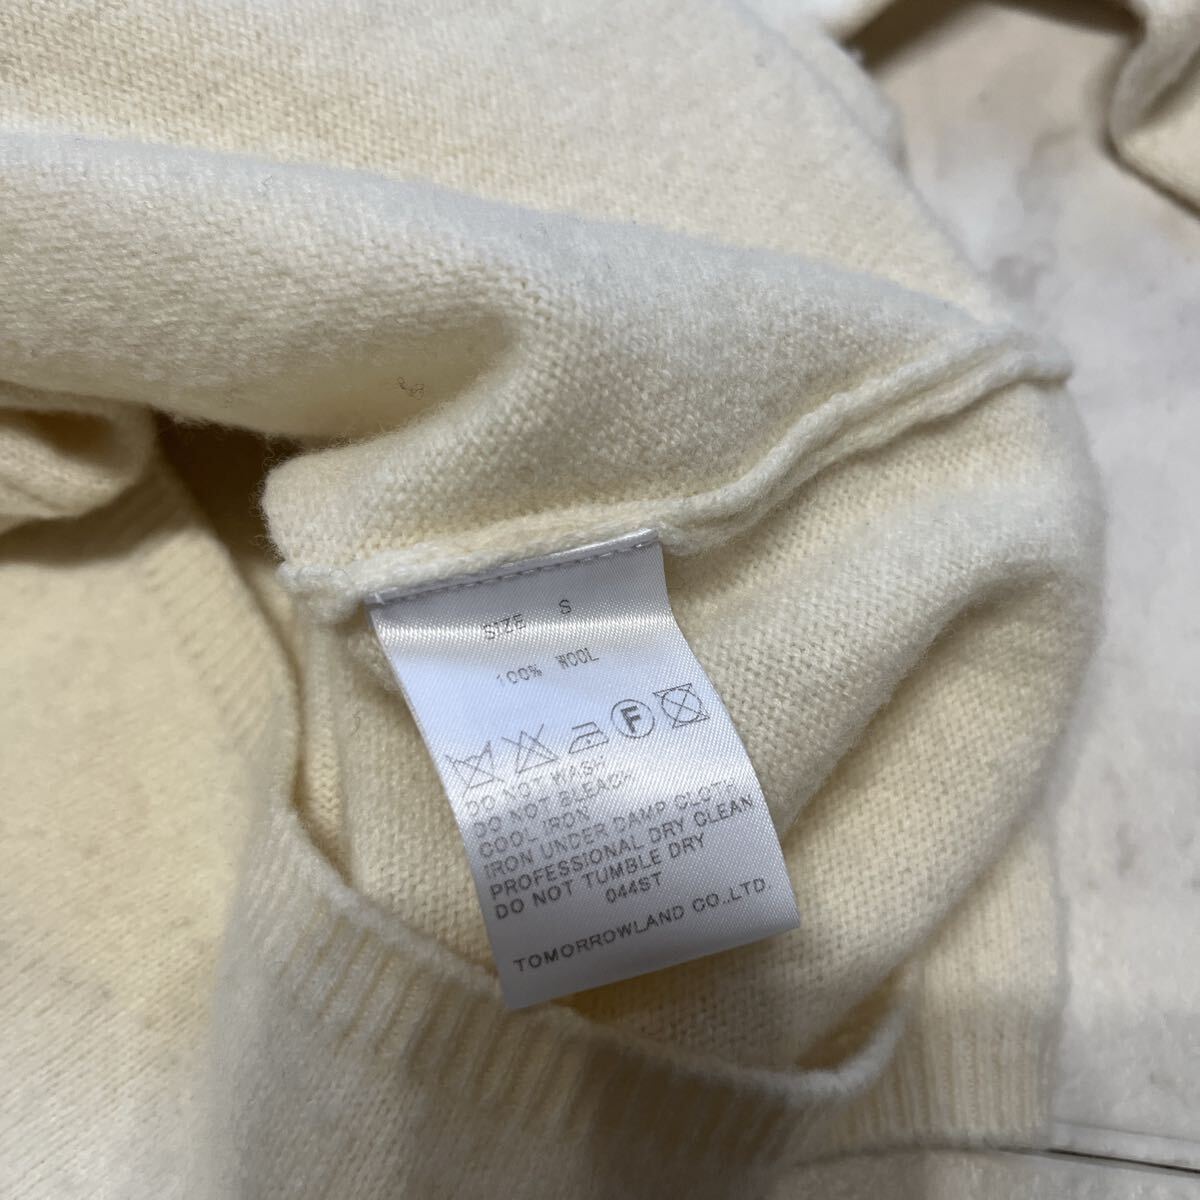 SIZE S
100% WOOL
F
DO NOT WASH
DO NOT BLEACH
COOL IRON
IRON UNDER DAMP CLOTH
PROFESSIONAL DRY CLEAN
DO NOT TUMBLE DRY
044ST
TOMORROWLAND CO.,LTD.